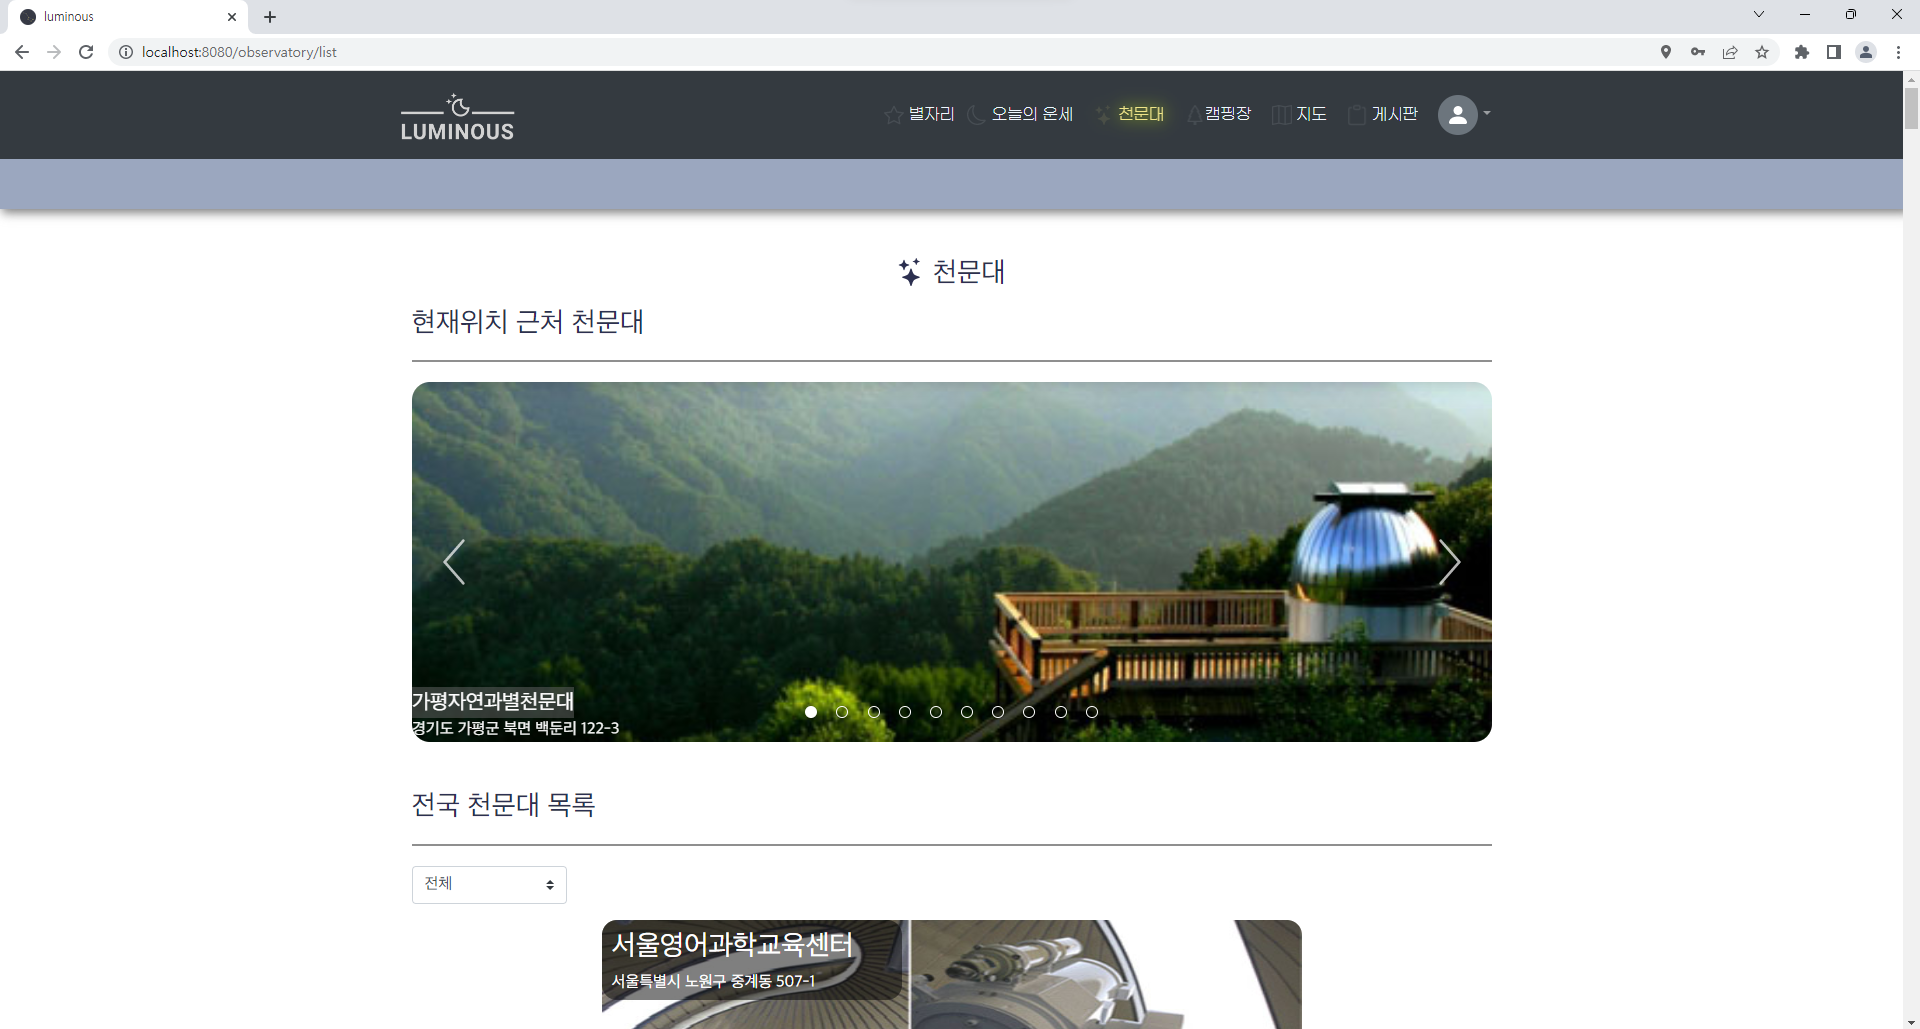 luminous
localhost:8080/observatory/list
LUMINOUS
별자리 오늘의 운세 천문대 캠핑장 지도 게시판
천문대
현재위치 근처 천문대
가평자연과별천문대
경기도 가평군 북면 백둔리 122-3
전국 천문대 목록
전체
서울영어과학교육센터
서울특별시 노원구 중계동 507-1